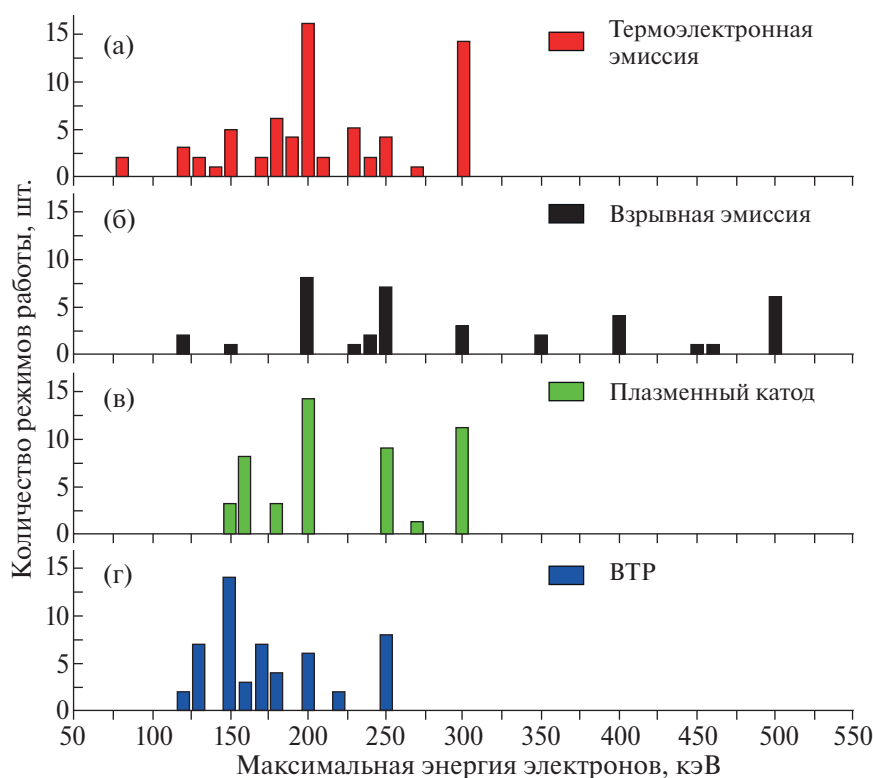 Количество режимов работы, шт.
(а)
Термоэлектронная
эмиссия
15
10
5
0
(б)
Взрывная эмиссия
15
10
5
0
(в)
Плазменный катод
15
10
5
0
(г)
ВТР
15
10
5
0
50 100 150 200 250 300 350 400 450 500 550
Максимальная энергия электронов, кэВ